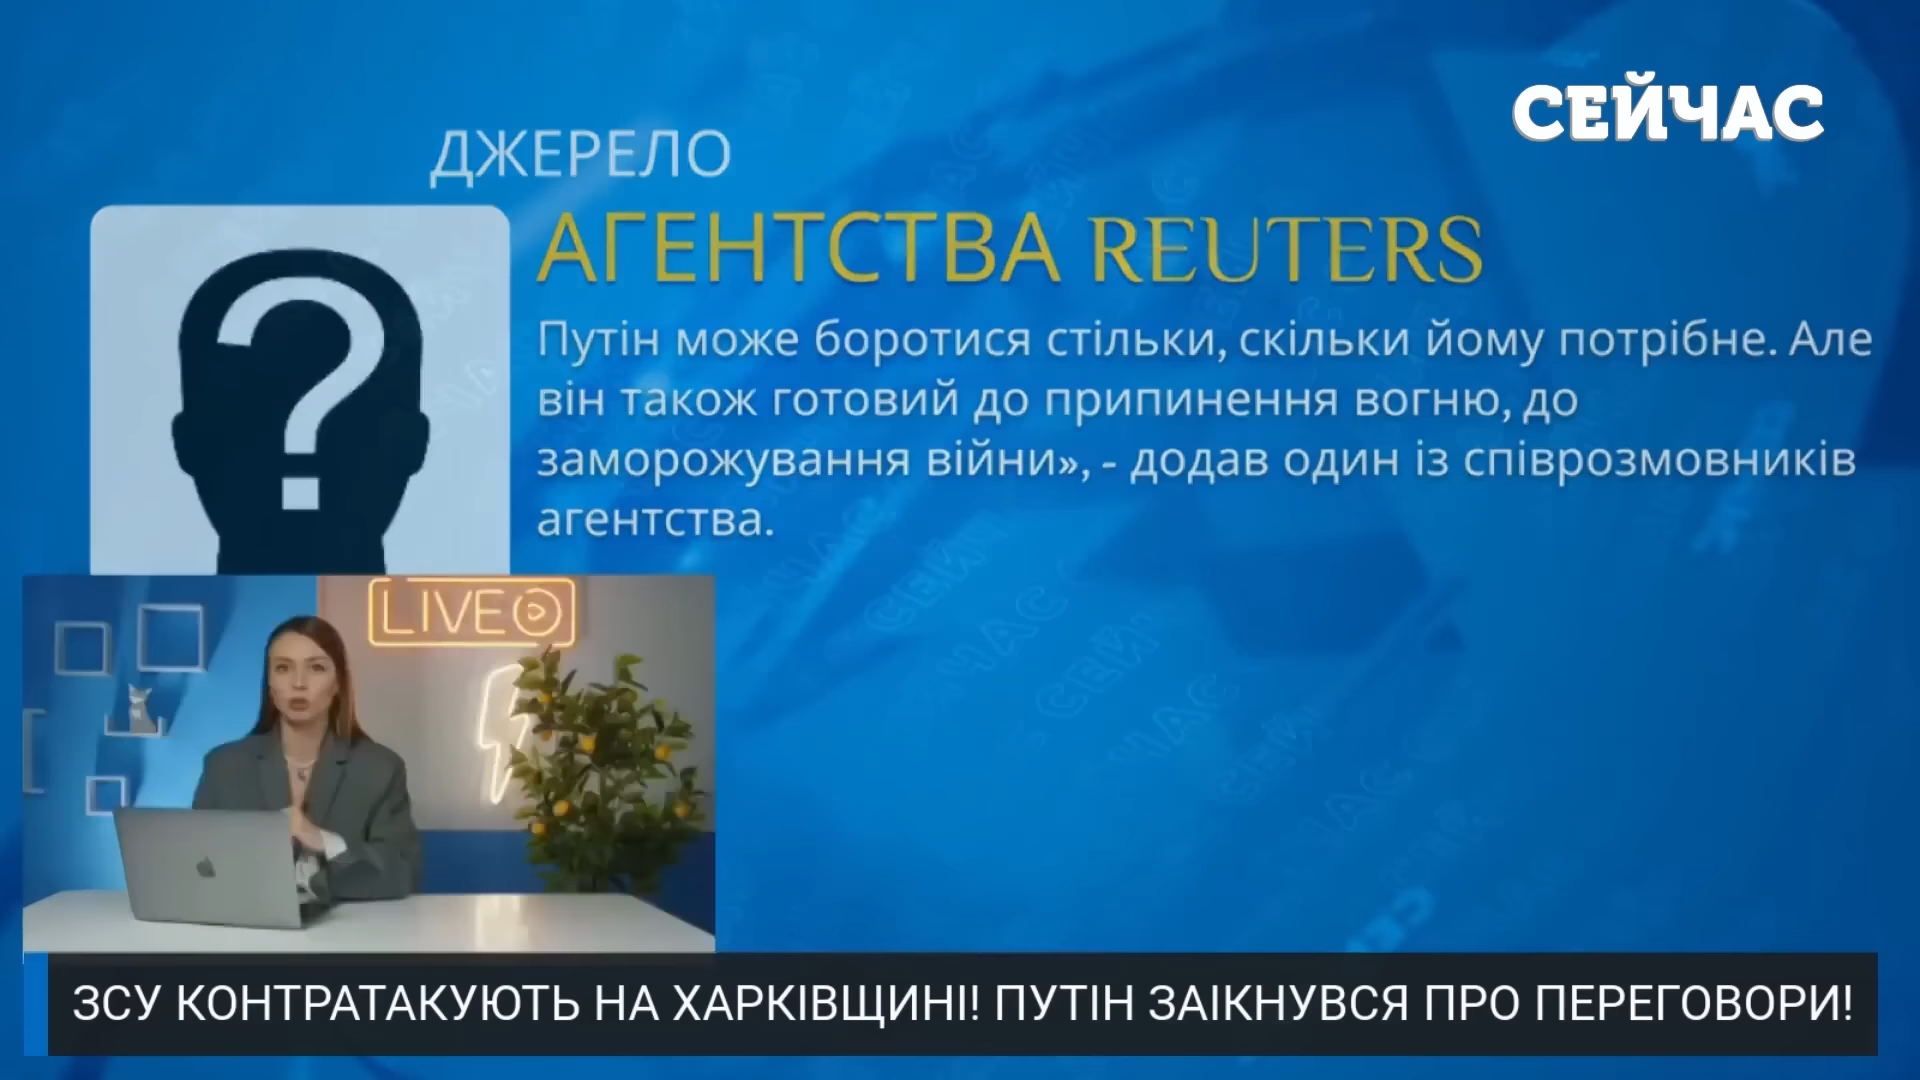 СЕЙЧАС
ДЖЕРЕЛО
АГЕНТСТВА REUTERS
Путін може боротися стільки, скільки йому потрібне. Але
він також готовий до припинення вогню, до
заморожування війни», - додав один із співрозмовників
агентства.
LIVE
ЗСУ КОНТРАТАКУЮТЬ НА ХАРКІВЩИНІ! ПУТІН ЗАІКНУВСЯ ПРО ПЕРЕГОВОРИ!